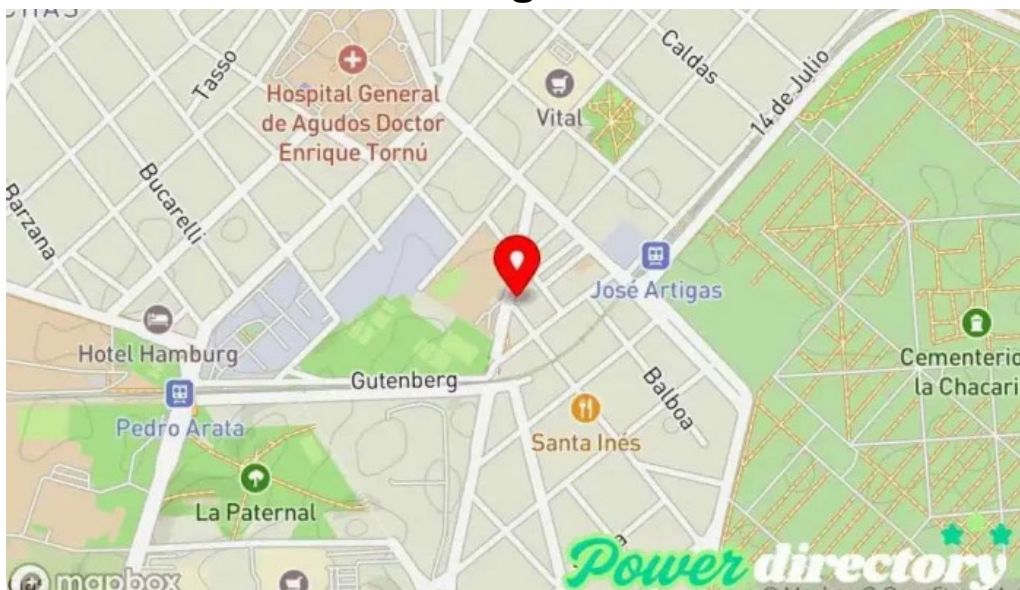 Caldas
Tasso
14 de Julio
Hospital General
de Agudos Doctor
Enrique Tornú
Vital
Bucarelli
Barzana
José Artigas
Hotel Hamburg
Cementerio
la Chacari
Gutenberg
Balboa
Pedro Arata
Santa Inés
La Paternal
Power directory
mapbox